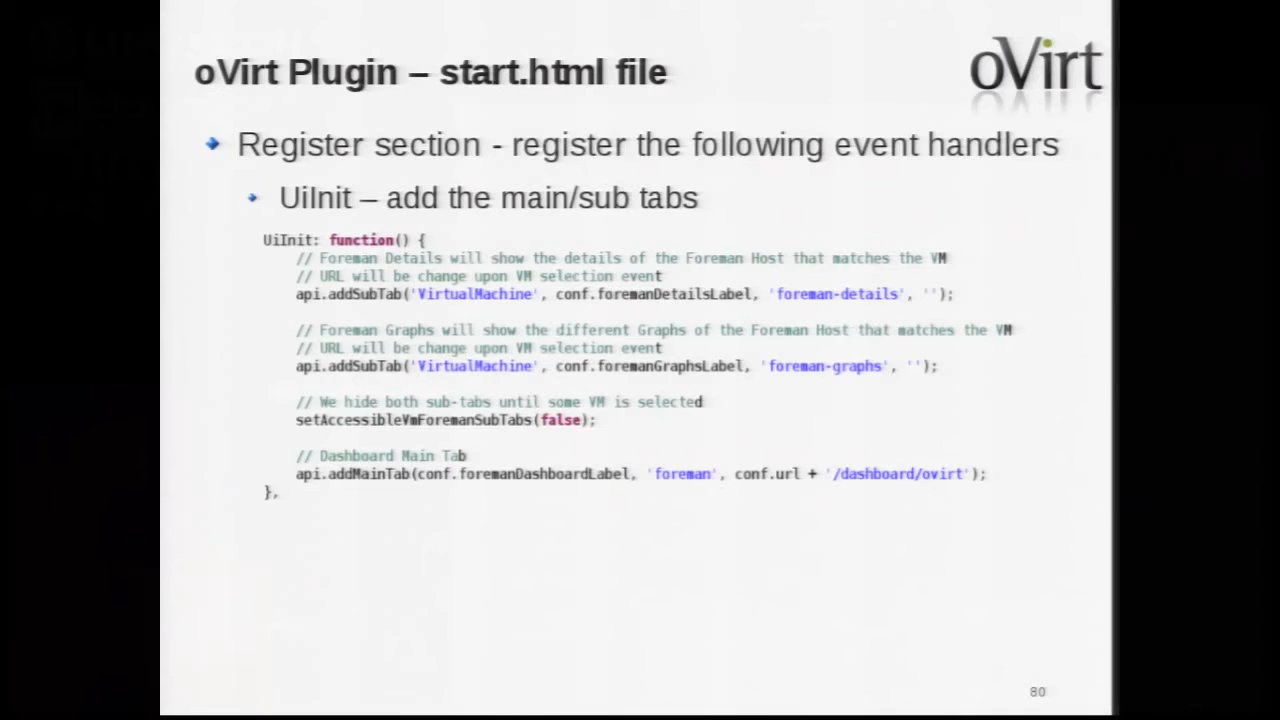 oVirt Plugin – start.html file
oVirt
Register section - register the following event handlers
UiInit – add the main/sub tabs
UiInit: function() {
// Foreman Details will show the details of the Foreman Host that matches the VM
// URL will be change upon VM selection event
api.addSubTab('VirtualMachine', conf.foremanDetailsLabel, 'foreman-details', '');
// Foreman Graphs will show the different Graphs of the Foreman Host that matches the VM
// URL will be change upon VM selection event
api.addSubTab('VirtualMachine', conf.foremanGraphsLabel, 'foreman-graphs', '');
// We hide both sub-tabs until some VM is selected
setAccessibleVmForemanSubTabs(false);
// Dashboard Main Tab
api.addMainTab(conf.foremanDashboardLabel, 'foreman', conf.url + '/dashboard/ovirt');
},
80